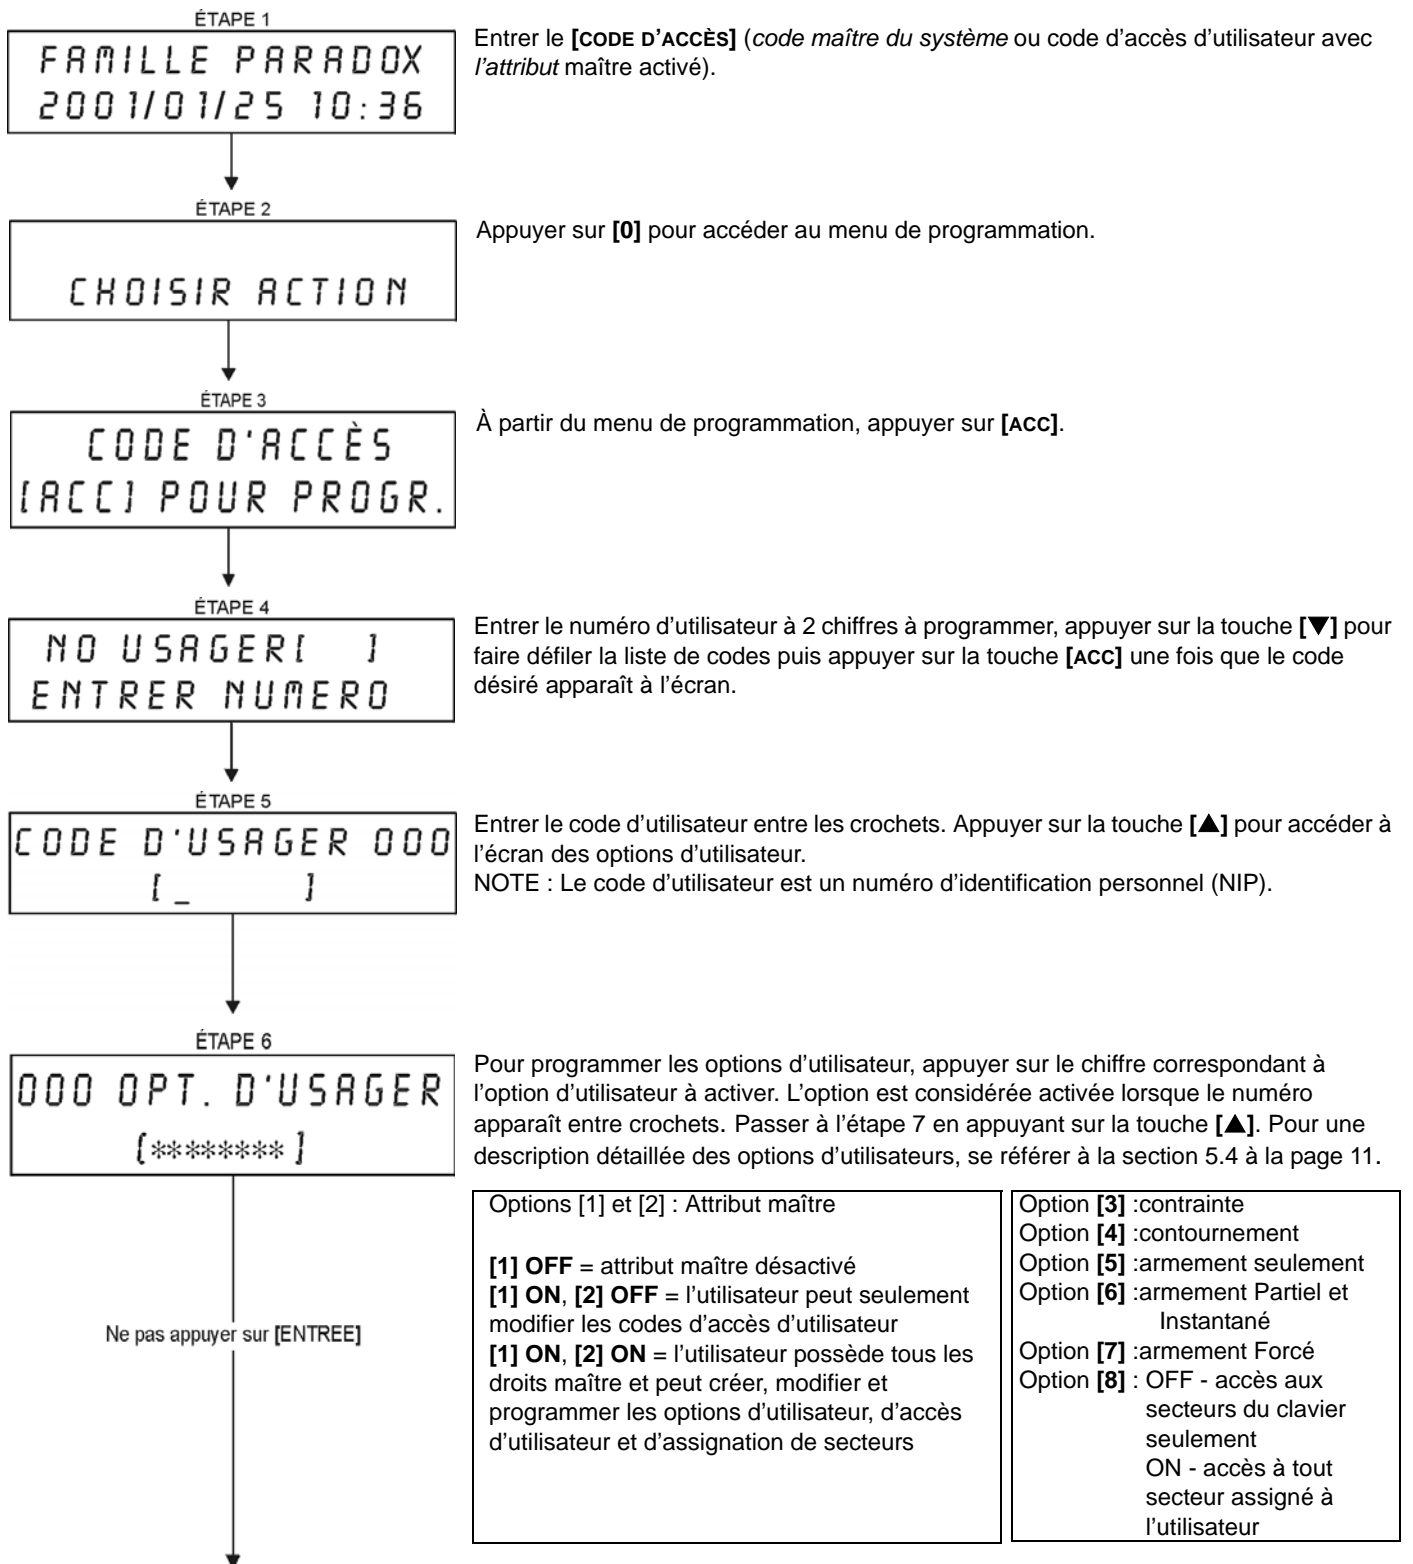 ÉTAPE 1
FAMILLE PARADOX
2001/01/25 10:36
Entrer le [CODE D'ACCÈS] (code maître du système ou code d'accès d'utilisateur avec
l'attribut maître activé).
ÉTAPE 2
CHOISIR ACTION
Appuyer sur [0] pour accéder au menu de programmation.
ÉTAPE 3
CODE D'ACCÈS
[ACC] POUR PROGR.
À partir du menu de programmation, appuyer sur [ACC].
ÉTAPE 4
NO USAGER[ ]
ENTRER NUMERO
Entrer le numéro d'utilisateur à 2 chiffres à programmer, appuyer sur la touche [▼] pour
faire défiler la liste de codes puis appuyer sur la touche [ACC] une fois que le code
désiré apparaît à l'écran.
ÉTAPE 5
CODE D'USAGER 000
[ _ ]
Entrer le code d'utilisateur entre les crochets. Appuyer sur la touche [▲] pour accéder à
l'écran des options d'utilisateur.
NOTE : Le code d'utilisateur est un numéro d'identification personnel (NIP).
ÉTAPE 6
000 OPT. D'USAGER
[******** ]
Pour programmer les options d'utilisateur, appuyer sur le chiffre correspondant à
l'option d'utilisateur à activer. L'option est considérée activée lorsque le numéro
apparaît entre crochets. Passer à l'étape 7 en appuyant sur la touche [▲]. Pour une
description détaillée des options d'utilisateurs, se référer à la section 5.4 à la page 11.
Ne pas appuyer sur [ENTREE]
Options [1] et [2] : Attribut maître
[1] OFF = attribut maître désactivé
[1] ON, [2] OFF = l'utilisateur peut seulement
modifier les codes d'accès d'utilisateur
[1] ON, [2] ON = l'utilisateur possède tous les
droits maître et peut créer, modifier et
programmer les options d'utilisateur, d'accès
d'utilisateur et d'assignation de secteurs
Option [3] :contrainte
Option [4] :contournement
Option [5] :armement seulement
Option [6] :armement Partiel et
Instantané
Option [7] :armement Forcé
Option [8] : OFF - accès aux
secteurs du clavier
seulement
ON - accès à tout
secteur assigné à
l'utilisateur